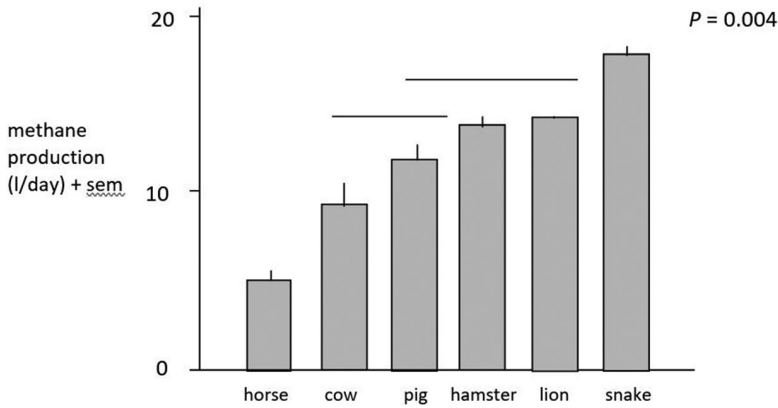 20
P = 0.004
methane
production
(l/day) + sem
10
0
horse cow pig hamster lion snake